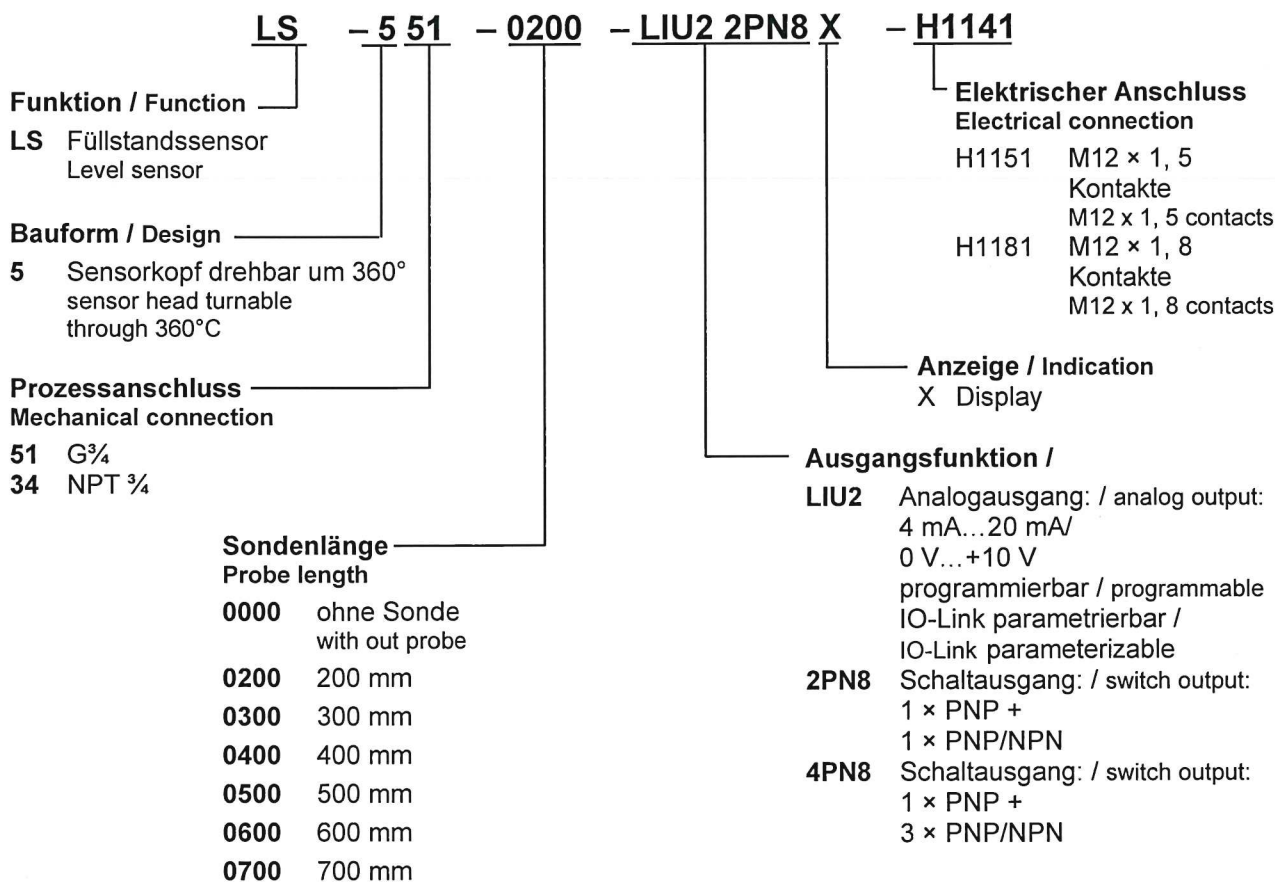 LS – 5 51 – 0200 – LIU2 2PN8 X – H1141
Funktion / Function
LS Füllstandssensor
Level sensor
Bauform / Design
5 Sensorkopf drehbar um 360°
sensor head turnable
through 360°C
Prozessanschluss
Mechanical connection
51 G¾
34 NPT ¾
Sondenlänge
Probe length
0000 ohne Sonde
with out probe
0200 200 mm
0300 300 mm
0400 400 mm
0500 500 mm
0600 600 mm
0700 700 mm
Elektrischer Anschluss
Electrical connection
H1151 M12 × 1, 5
Kontakte
M12 x 1, 5 contacts
H1181 M12 × 1, 8
Kontakte
M12 x 1, 8 contacts
Anzeige / Indication
X Display
Ausgangsfunktion /
LIU2 Analogausgang: / analog output:
4 mA…20 mA/
0 V…+10 V
programmierbar / programmable
IO-Link parametrierbar /
IO-Link parameterizable
2PN8 Schaltausgang: / switch output:
1 × PNP +
1 × PNP/NPN
4PN8 Schaltausgang: / switch output:
1 × PNP +
3 × PNP/NPN